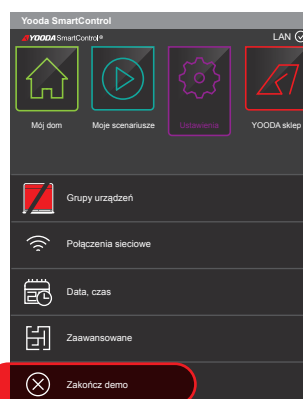 Yooda SmartControl
YOODA SmartControl®
LAN
Mój dom
Moje scenariusze
Ustawienia
YOODA sklep
Grupy urządzeń
Połączenia sieciowe
Data, czas
Zaawansowane
Zakończ demo